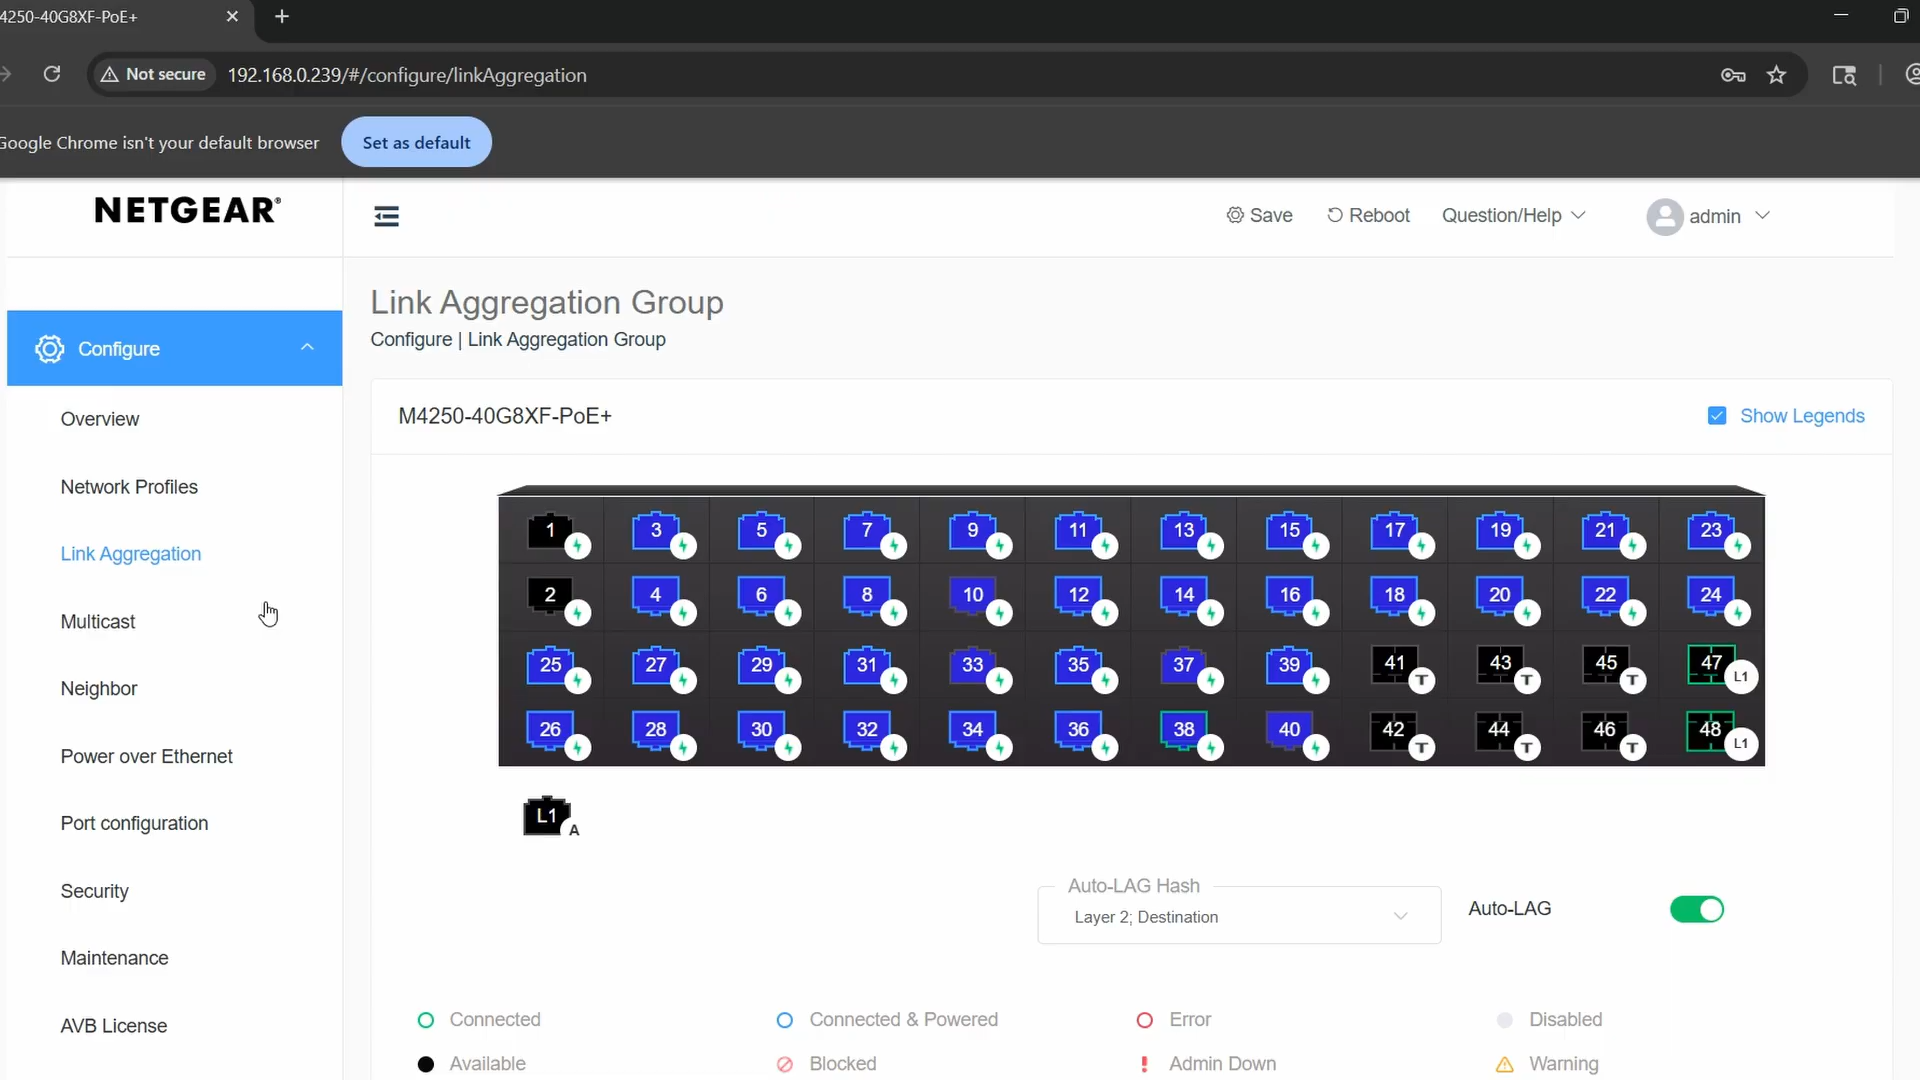 4250-40G8XF-PoE+
Not secure
192.168.0.239/#/configure/linkAggregation
Google Chrome isn't your default browser
Set as default
NETGEAR®
Save
Reboot
Question/Help
admin
Link Aggregation Group
Configure | Link Aggregation Group
Configure
Overview
Network Profiles
Link Aggregation
Multicast
Neighbor
Power over Ethernet
Port configuration
Security
Maintenance
AVB License
M4250-40G8XF-PoE+
Show Legends
1 3 5 7 9 11 13 15 17 19 21 23
2 4 6 8 10 12 14 16 18 20 22 24
25 27 29 31 33 35 37 39 41 T 43 T 45 T 47 L1
26 28 30 32 34 36 38 40 42 T 44 T 46 T 48 L1
L1 A
Auto-LAG Hash
Layer 2; Destination
Auto-LAG
Connected
Connected & Powered
Error
Disabled
Available
Blocked
Admin Down
Warning